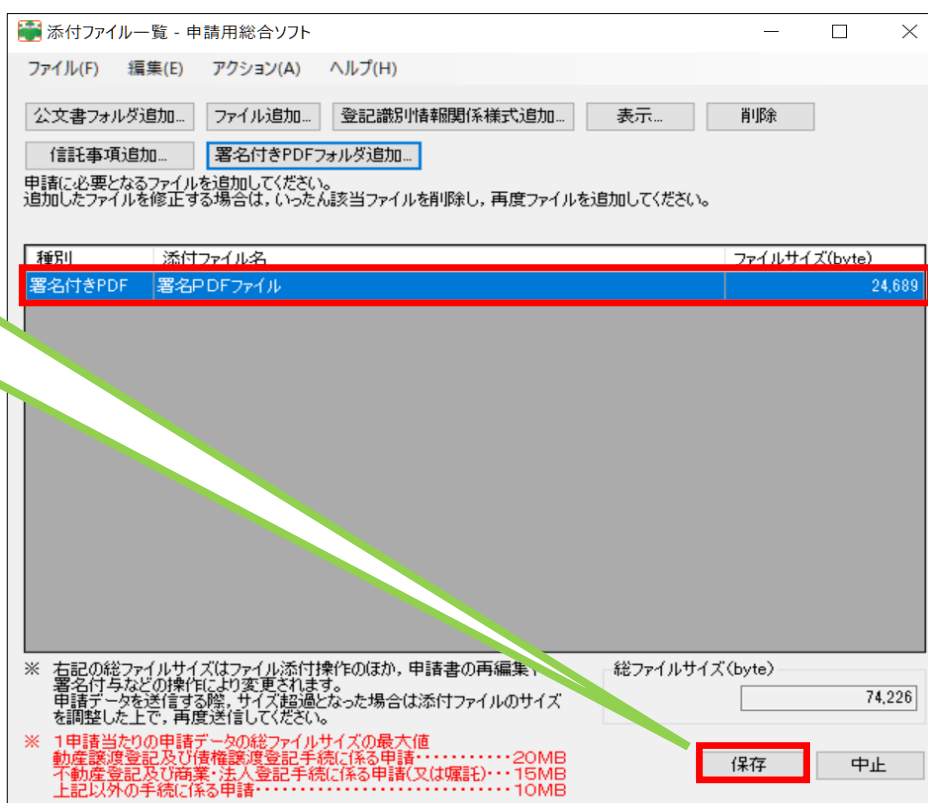 添付ファイル一覧 - 申請用総合ソフト
ファイル(F) 編集(E) アクション(A) ヘルプ(H)
公文書フォルダ追加... ファイル追加... 登記識別情報関係様式追加... 表示... 削除
信託事項追加... 署名付きPDFフォルダ追加...
申請に必要となるファイルを追加してください。
追加したファイルを修正する場合は，いったん該当ファイルを削除し，再度ファイルを追加してください。
種別 添付ファイル名 ファイルサイズ(byte)
署名付きPDF 署名ＰＤＦファイル 24,689
※ 右記の総ファイルサイズはファイル添付操作のほか，申請書の再編集
署名付与などの操作により変更されます。
申請データを送信する際，サイズ超過となった場合は添付ファイルのサイズ
を調整した上で，再度送信してください。
総ファイルサイズ(byte)
74,226
※ １申請当たりの申請データの総ファイルサイズの最大値
動産譲渡登記及び債権譲渡登記手続に係る申請・・・・・・・・・・・20MB
不動産登記及び商業・法人登記手続に係る申請(又は嘱託)・・・15MB
上記以外の手続に係る申請・・・・・・・・・・・・・・・・・・・・・・・・・・・・10MB
保存 中止